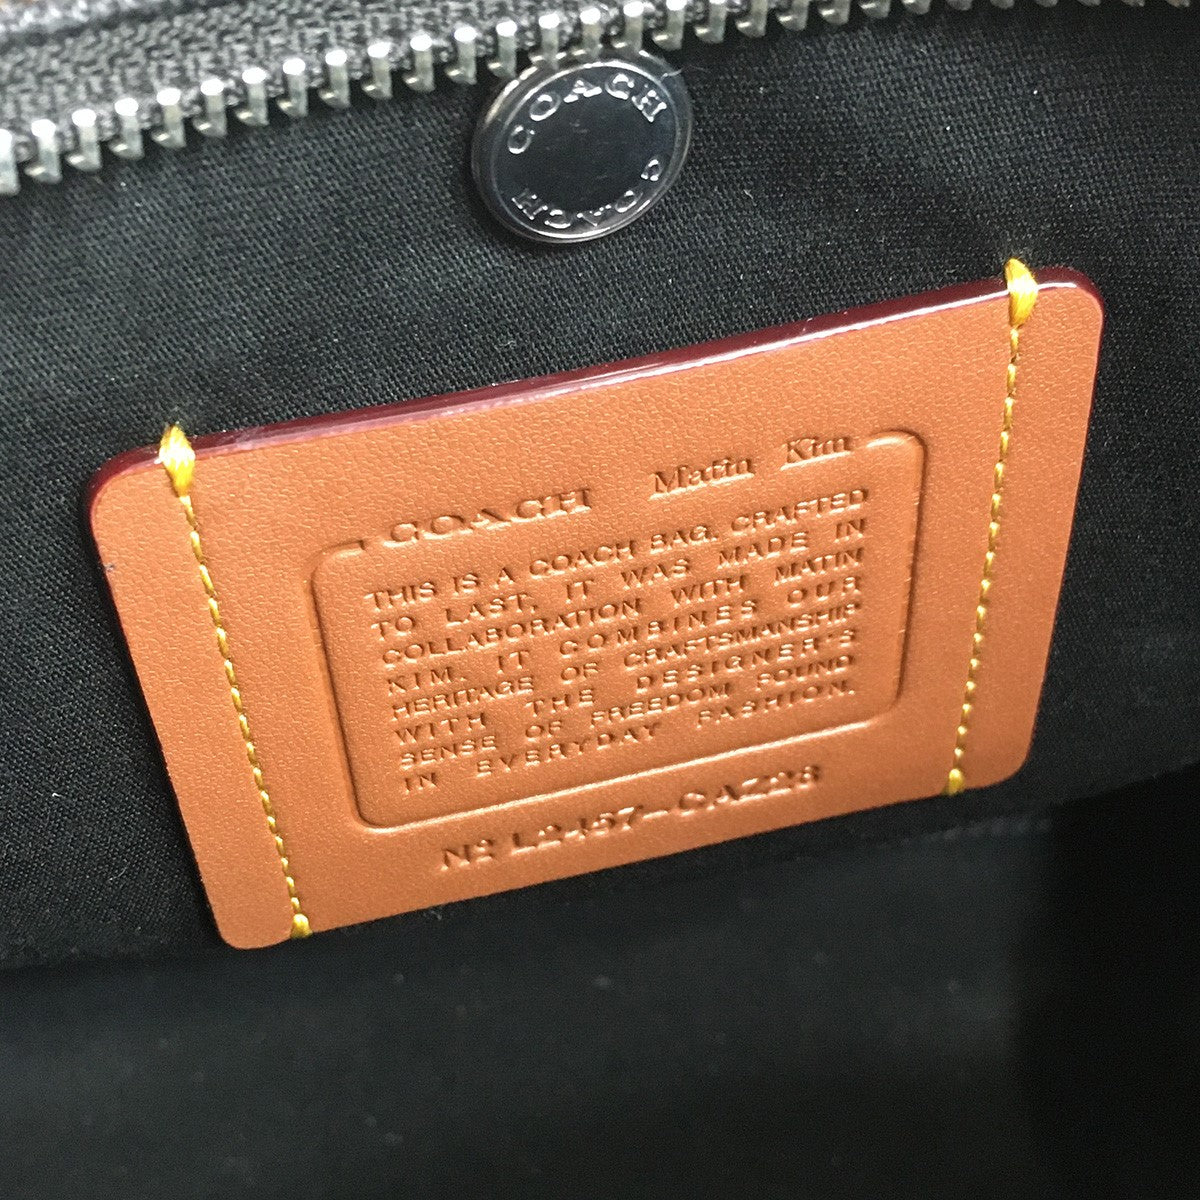 COACH COACH
COACH Matin Kim
THIS IS A COACH BAG. CRAFTED
TO LAST, IT WAS MADE IN
COLLABORATION WITH MATIN
KIM. IT COMBINES OUR
HERITAGE OF CRAFTSMANSHIP
WITH THE DESIGNER'S
SENSE OF FREEDOM FOUND
IN EVERYDAY FASHION.
Nº L2457-CAZ28